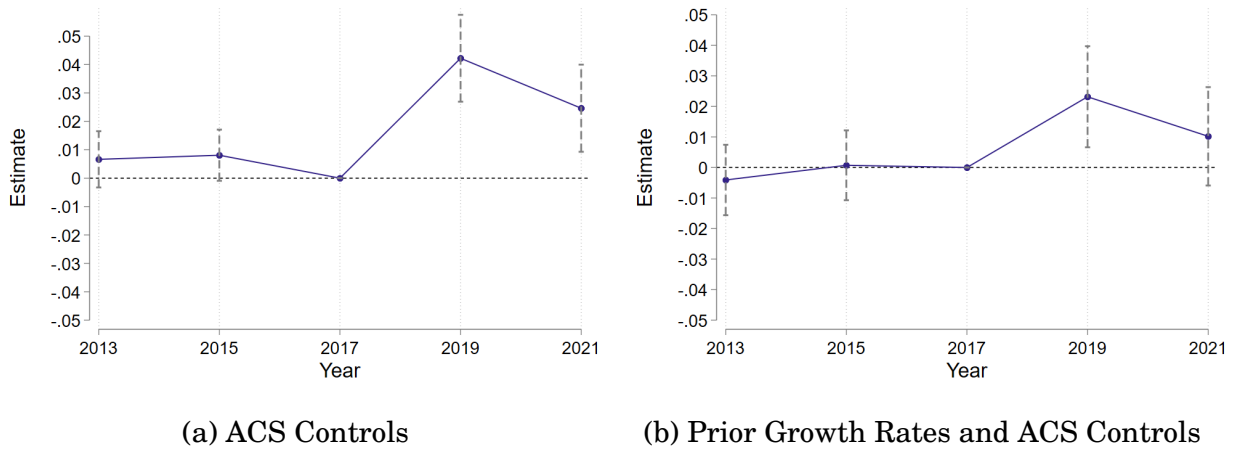 .05
.04
.03
.02
.01
0
-.01
-.02
-.03
-.04
-.05
Estimate
2013 2015 2017 2019 2021
Year
(a) ACS Controls
.05
.04
.03
.02
.01
0
-.01
-.02
-.03
-.04
-.05
Estimate
2013 2015 2017 2019 2021
Year
(b) Prior Growth Rates and ACS Controls